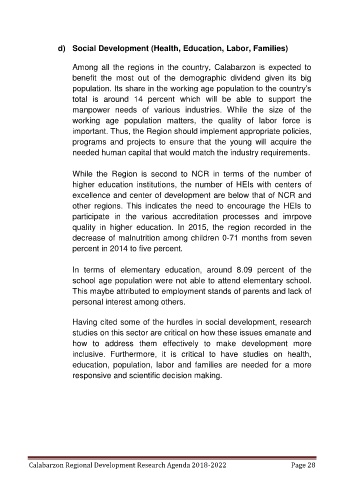 d) Social Development (Health, Education, Labor, Families)
Among all the regions in the country, Calabarzon is expected to
benefit the most out of the demographic dividend given its big
population. Its share in the working age population to the country's
total is around 14 percent which will be able to support the
manpower needs of various industries. While the size of the
working age population matters, the quality of labor force is
important. Thus, the Region should implement appropriate policies,
programs and projects to ensure that the young will acquire the
needed human capital that would match the industry requirements.
While the Region is second to NCR in terms of the number of
higher education institutions, the number of HEIs with centers of
excellence and center of development are below that of NCR and
other regions. This indicates the need to encourage the HEIs to
participate in the various accreditation processes and imrpove
quality in higher education. In 2015, the region recorded in the
decrease of malnutrition among children 0-71 months from seven
percent in 2014 to five percent.
In terms of elementary education, around 8.09 percent of the
school age population were not able to attend elementary school.
This maybe attributed to employment stands of parents and lack of
personal interest among others.
Having cited some of the hurdles in social development, research
studies on this sector are critical on how these issues emanate and
how to address them effectively to make development more
inclusive. Furthermore, it is critical to have studies on health,
education, population, labor and families are needed for a more
responsive and scientific decision making.
Calabarzon Regional Development Research Agenda 2018-2022 Page 28